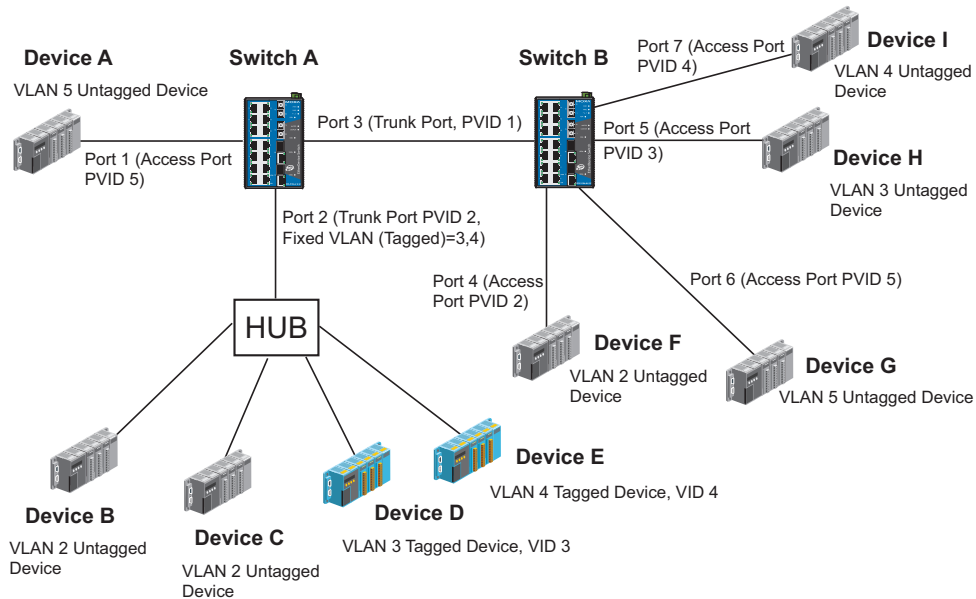 Device A
VLAN 5 Untagged Device
Switch A
Switch B
Port 7 (Access Port
PVID 4)
Device I
VLAN 4 Untagged
Device
Port 3 (Trunk Port, PVID 1)
Port 5 (Access Port
PVID 3)
Device H
VLAN 3 Untagged
Device
Port 1 (Access Port
PVID 5)
Port 2 (Trunk Port PVID 2,
Fixed VLAN (Tagged)=3,4)
Port 4 (Access
Port PVID 2)
Port 6 (Access Port PVID 5)
HUB
Device F
VLAN 2 Untagged
Device
Device G
VLAN 5 Untagged Device
Device E
VLAN 4 Tagged Device, VID 4
Device B
VLAN 2 Untagged
Device
Device C
VLAN 2 Untagged
Device
Device D
VLAN 3 Tagged Device, VID 3